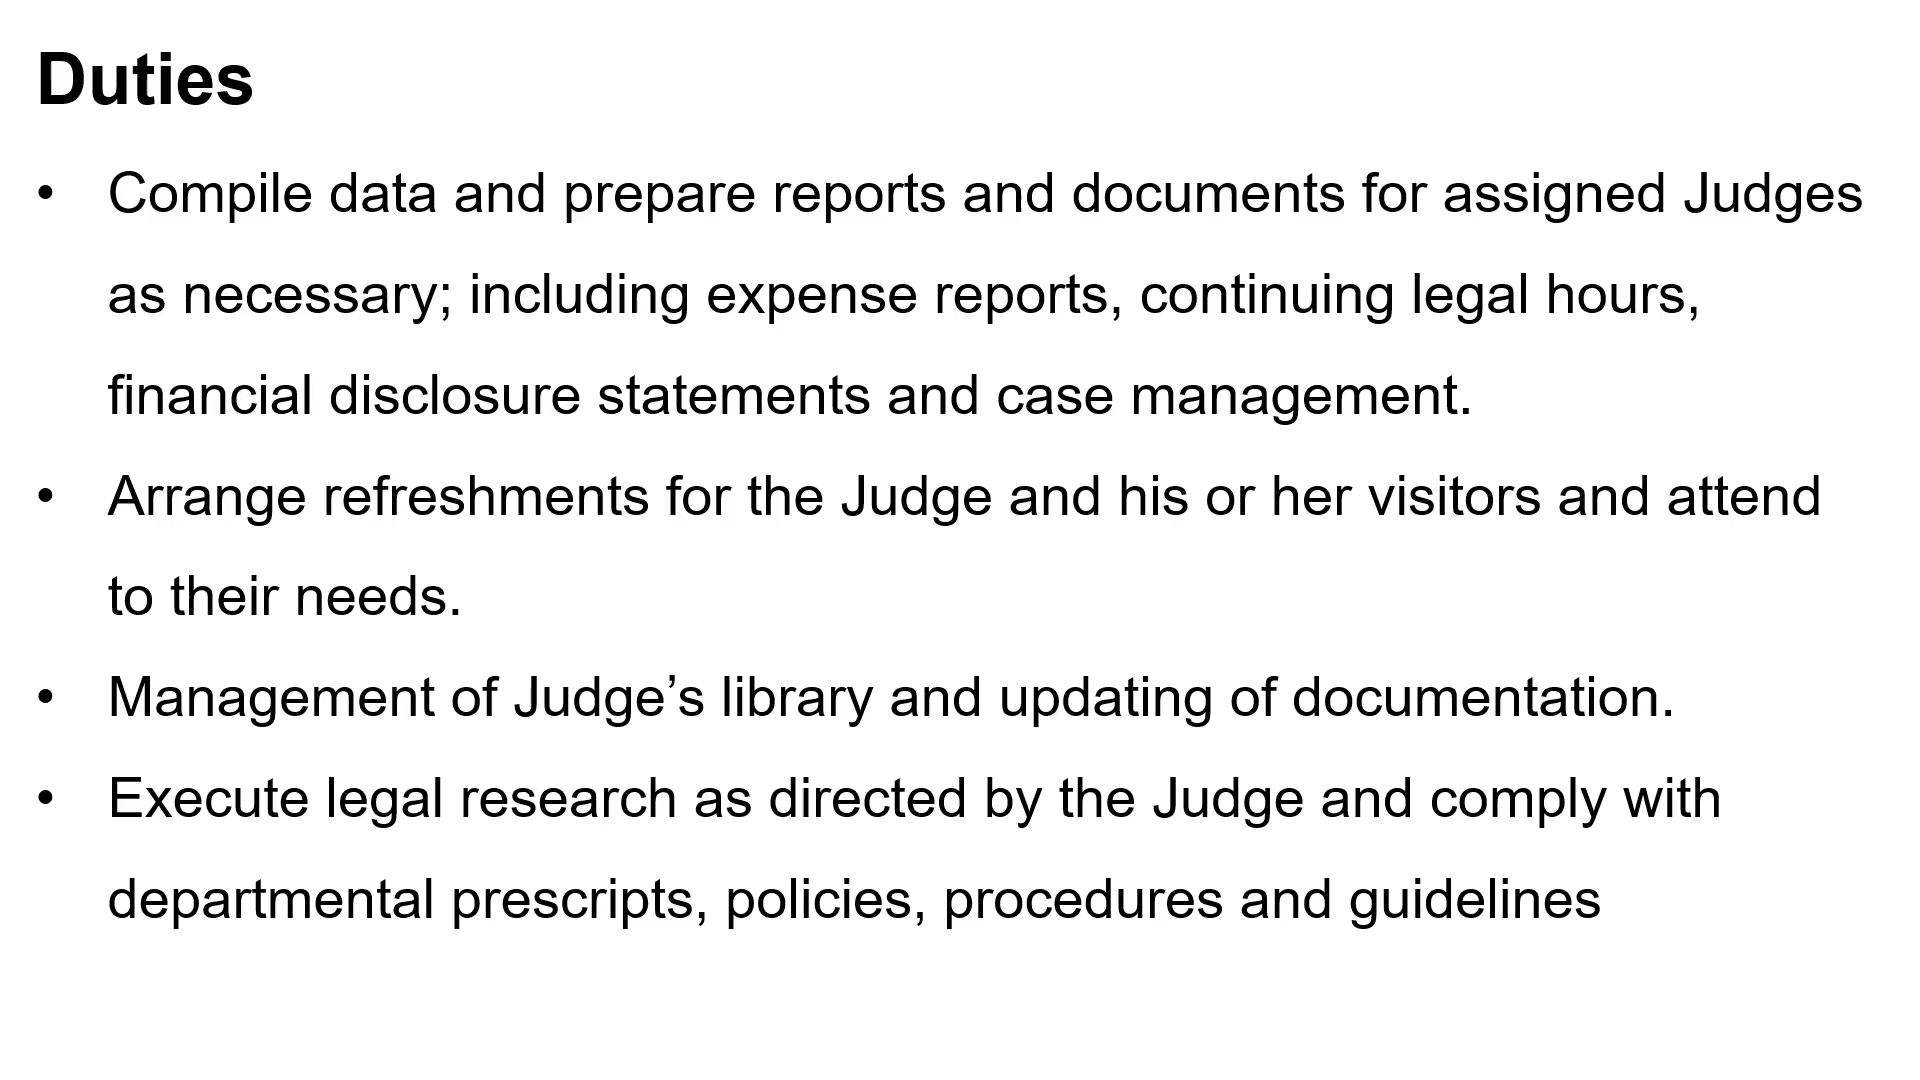 Duties
• Compile data and prepare reports and documents for assigned Judges
as necessary; including expense reports, continuing legal hours,
financial disclosure statements and case management.
• Arrange refreshments for the Judge and his or her visitors and attend
to their needs.
• Management of Judge’s library and updating of documentation.
• Execute legal research as directed by the Judge and comply with
departmental prescripts, policies, procedures and guidelines